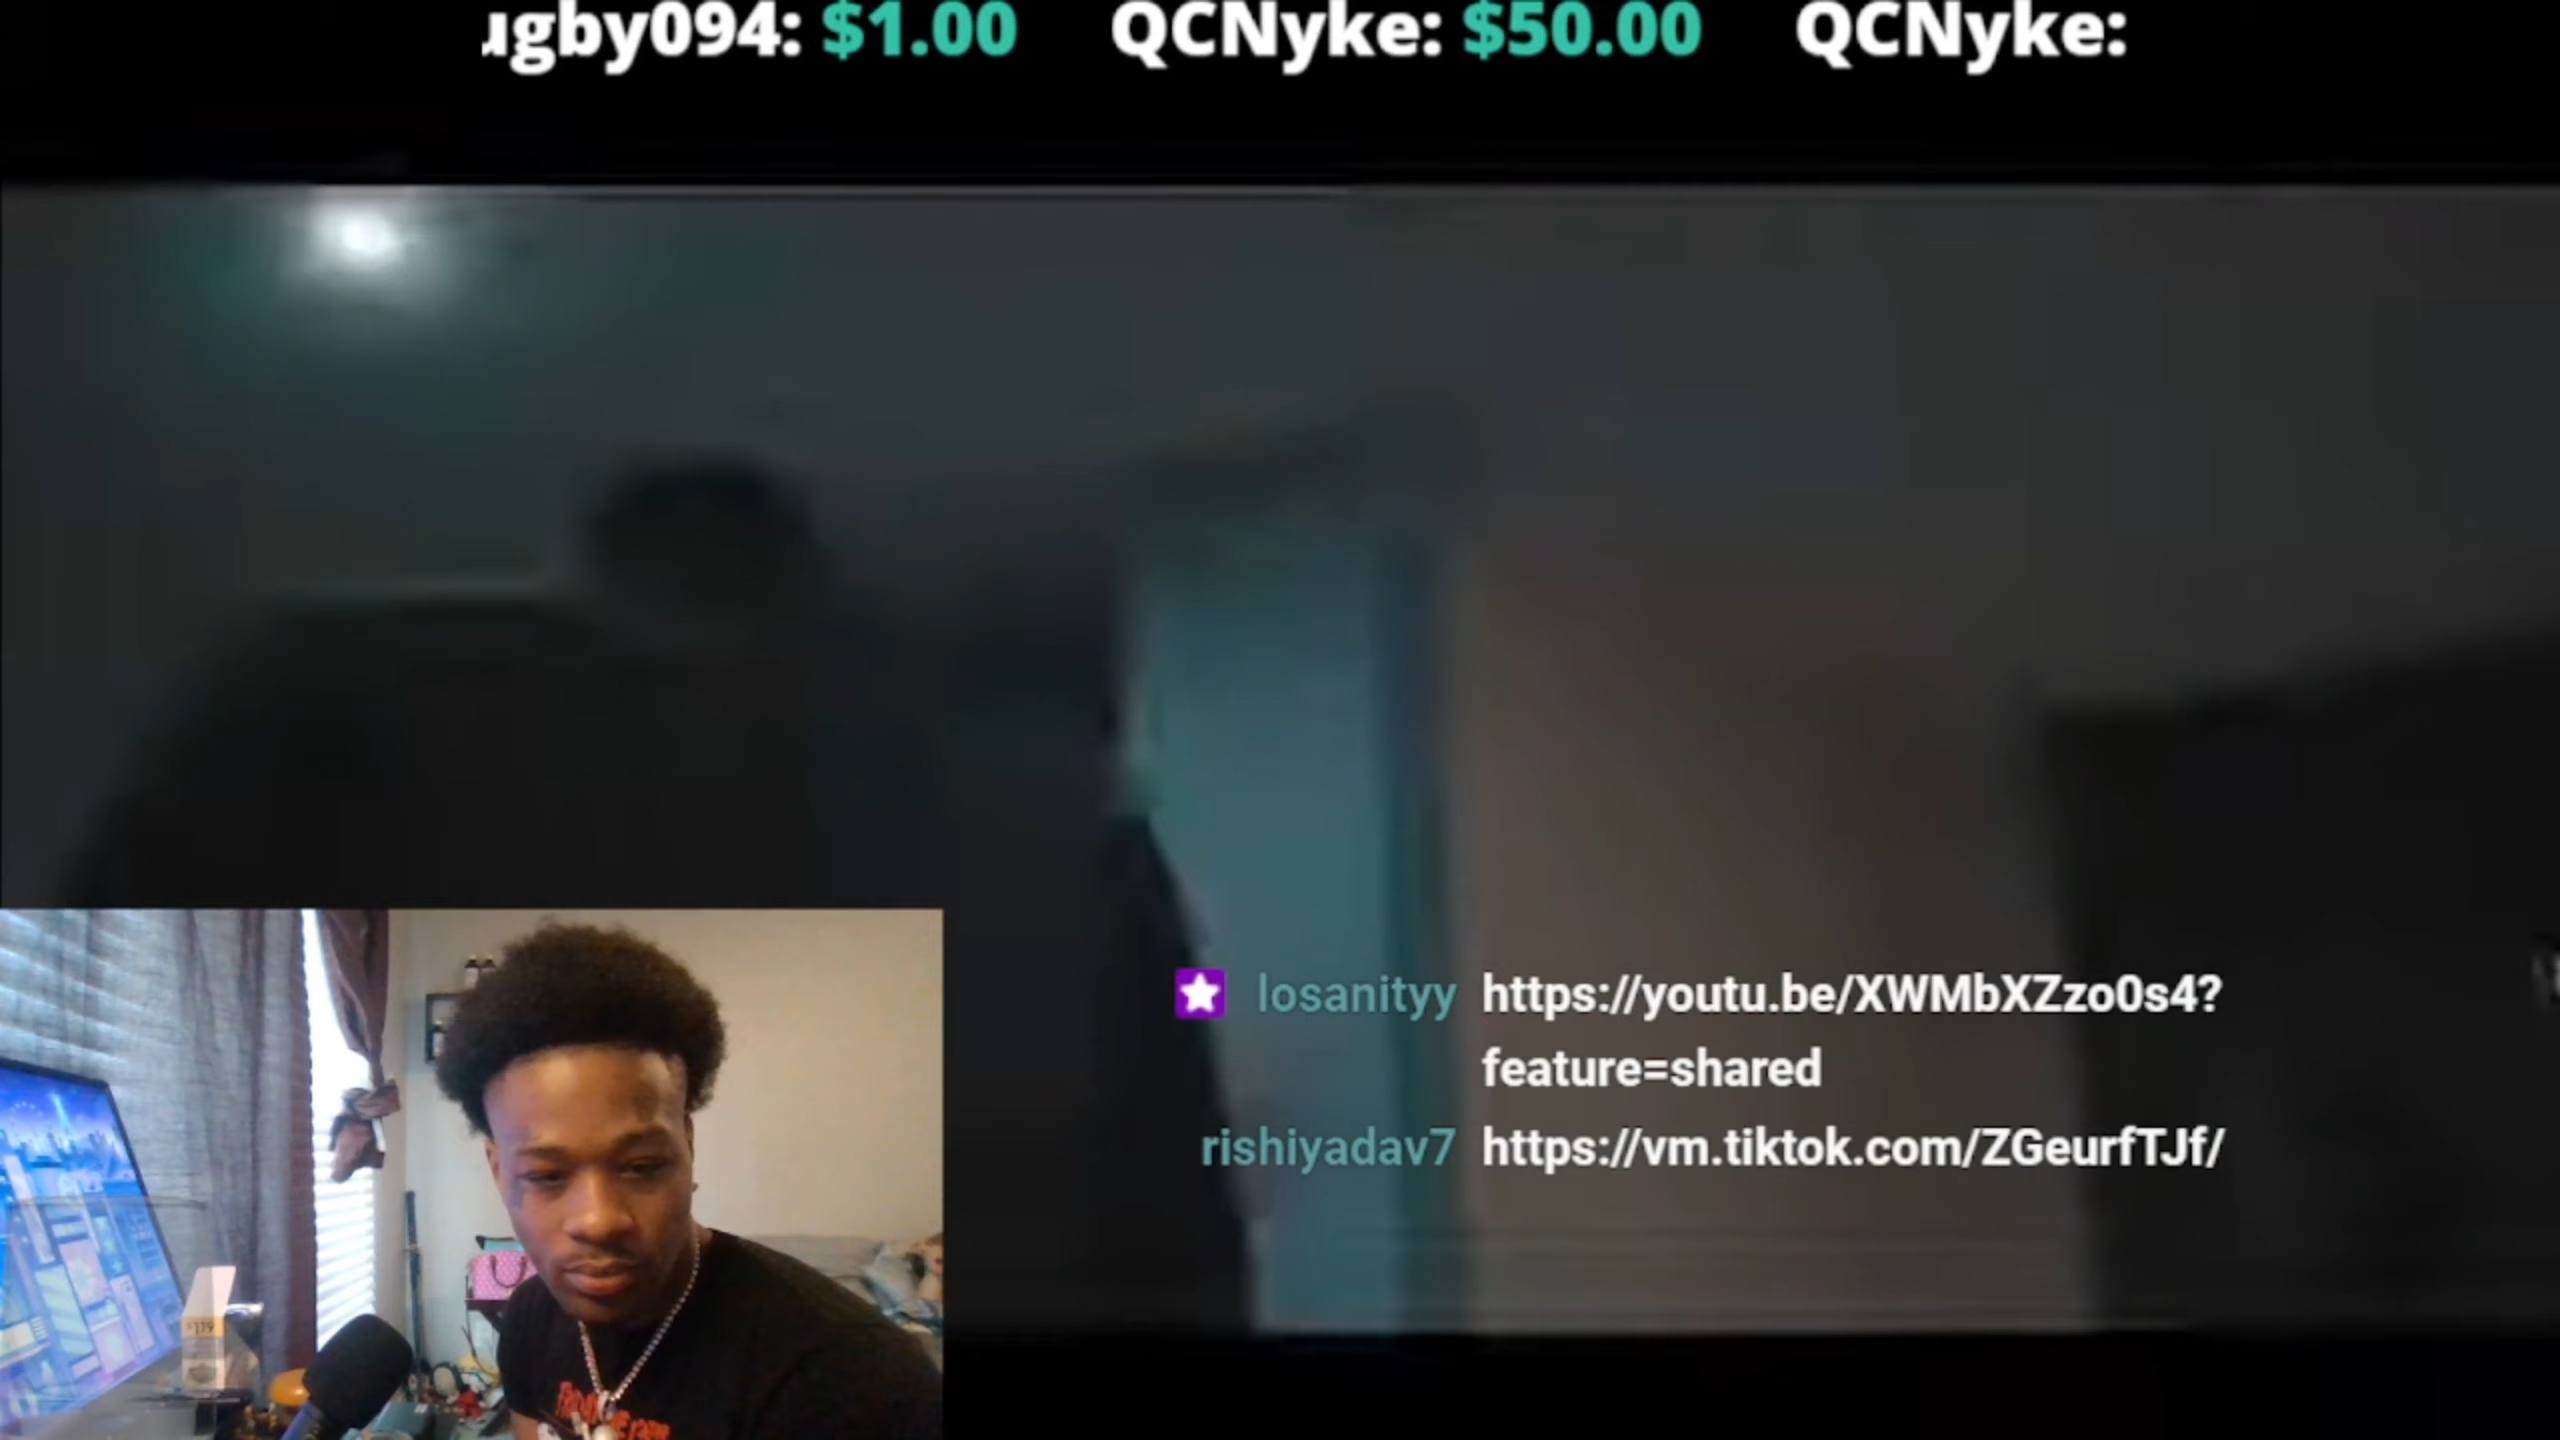 ugby094: $1.00 QCNyke: $50.00 QCNyke:
losanityy https://youtu.be/XWMbXZzo0s4?
feature=shared
rishiyadav7 https://vm.tiktok.com/ZGeurfTJf/